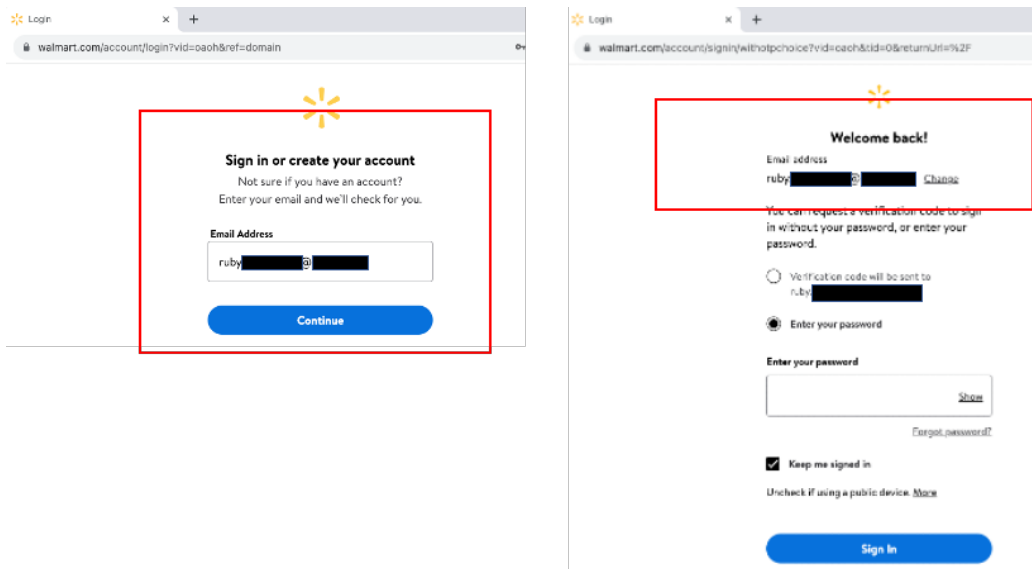 Login
walmart.com/account/login?vid=oaoh&ref=domain
Sign in or create your account
Not sure if you have an account?
Enter your email and we'll check for you.
Email Address
ruby @
Continue
Login
walmart.com/account/signin/withotpchoice?vid=oaoh&tid=0&returnUrl=%2F
Welcome back!
Email address
ruby @ Change
You can request a verification code to sign
in without your password, or enter your
password.
Verification code will be sent to
ruby
Enter your password
Enter your password
Show
Forgot password?
Keep me signed in
Uncheck if using a public device. More
Sign In